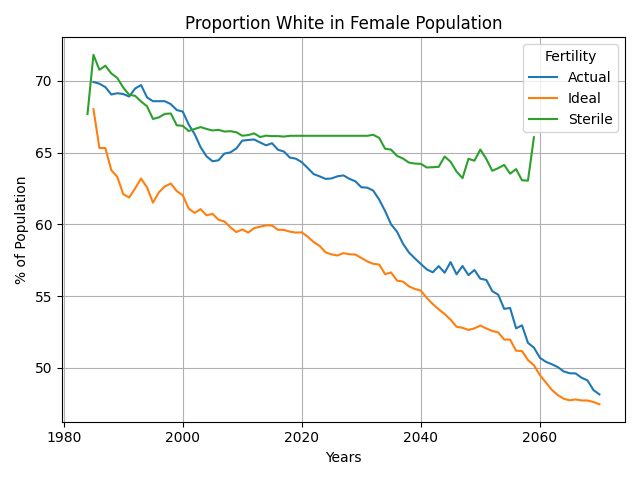 Proportion White in Female Population
Fertility
Actual
Ideal
Sterile
% of Population
70
65
60
55
50
1980
2000
2020
2040
2060
Years